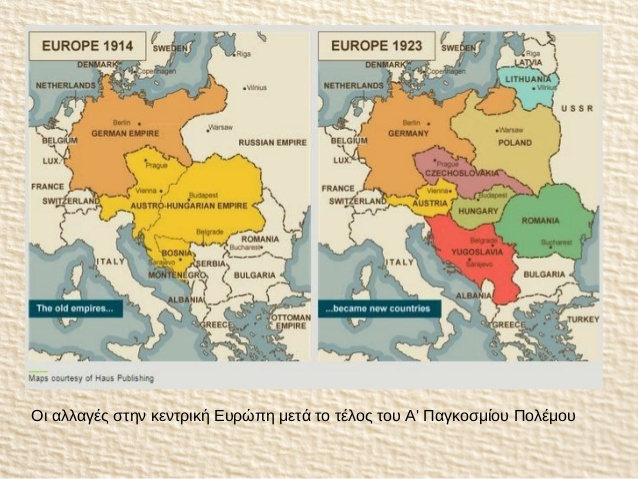 EUROPE 1914
SWEDEN
Riga
DENMARK
Copenhagen
NETHERLANDS
Vilnius
Berlin
GERMAN EMPIRE
Warsaw
BELGIUM
RUSSIAN EMPIRE
LUX.
Prague
FRANCE
Vienna
Budapest
SWITZERLAND
AUSTRO-HUNGARIAN EMPIRE
Belgrade
ROMANIA
Bucharest
BOSNIA
ITALY
Sarajevo
SERBIA
MONTENEGRO
BULGARIA
ALBANIA
The old empires...
OTTOMAN
EMPIRE
GREECE
EUROPE 1923
SWEDEN
Riga
LATVIA
DENMARK
Copenhagen
LITHUANIA
NETHERLANDS
Vilnius
USSR
Berlin
GERMANY
Warsaw
POLAND
BELGIUM
LUX.
Prague
CZECHOSLOVAKIA
FRANCE
Vienna
Budapest
SWITZERLAND
AUSTRIA
HUNGARY
ROMANIA
Belgrade
Bucharest
YUGOSLAVIA
ITALY
Sarajevo
BULGARIA
ALBANIA
...became new countries
GREECE
TURKEY
Maps courtesy of Haus Publishing
Οι αλλαγές στην κεντρική Ευρώπη μετά το τέλος του Α' Παγκοσμίου Πολέμου